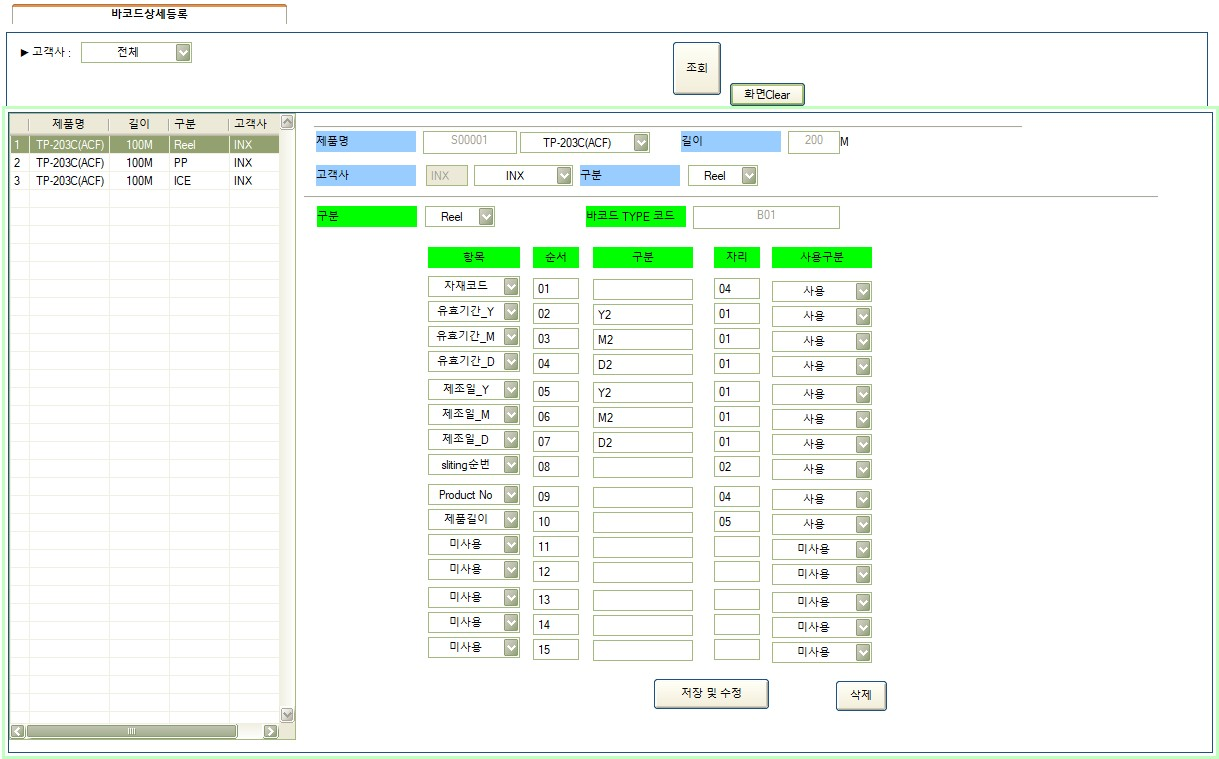 바코드상세등록
▶ 고객사 : 전체
조회
화면Clear
제품명 길이 구분 고객사
1 TP-203C(ACF) 100M Reel INX
2 TP-203C(ACF) 100M PP INX
3 TP-203C(ACF) 100M ICE INX
제품명 S00001 TP-203C(ACF) 길이 200 M
고객사 INX INX 구분 Reel
구분 Reel 바코드 TYPE 코드 B01
항목 순서 구분 자리 사용구분
자재코드 01 04 사용
유효기간_Y 02 Y2 01 사용
유효기간_M 03 M2 01 사용
유효기간_D 04 D2 01 사용
제조일_Y 05 Y2 01 사용
제조일_M 06 M2 01 사용
제조일_D 07 D2 01 사용
sliting순번 08 02 사용
Product No 09 04 사용
제품길이 10 05 사용
미사용 11 미사용
미사용 12 미사용
미사용 13 미사용
미사용 14 미사용
미사용 15 미사용
저장 및 수정 삭제